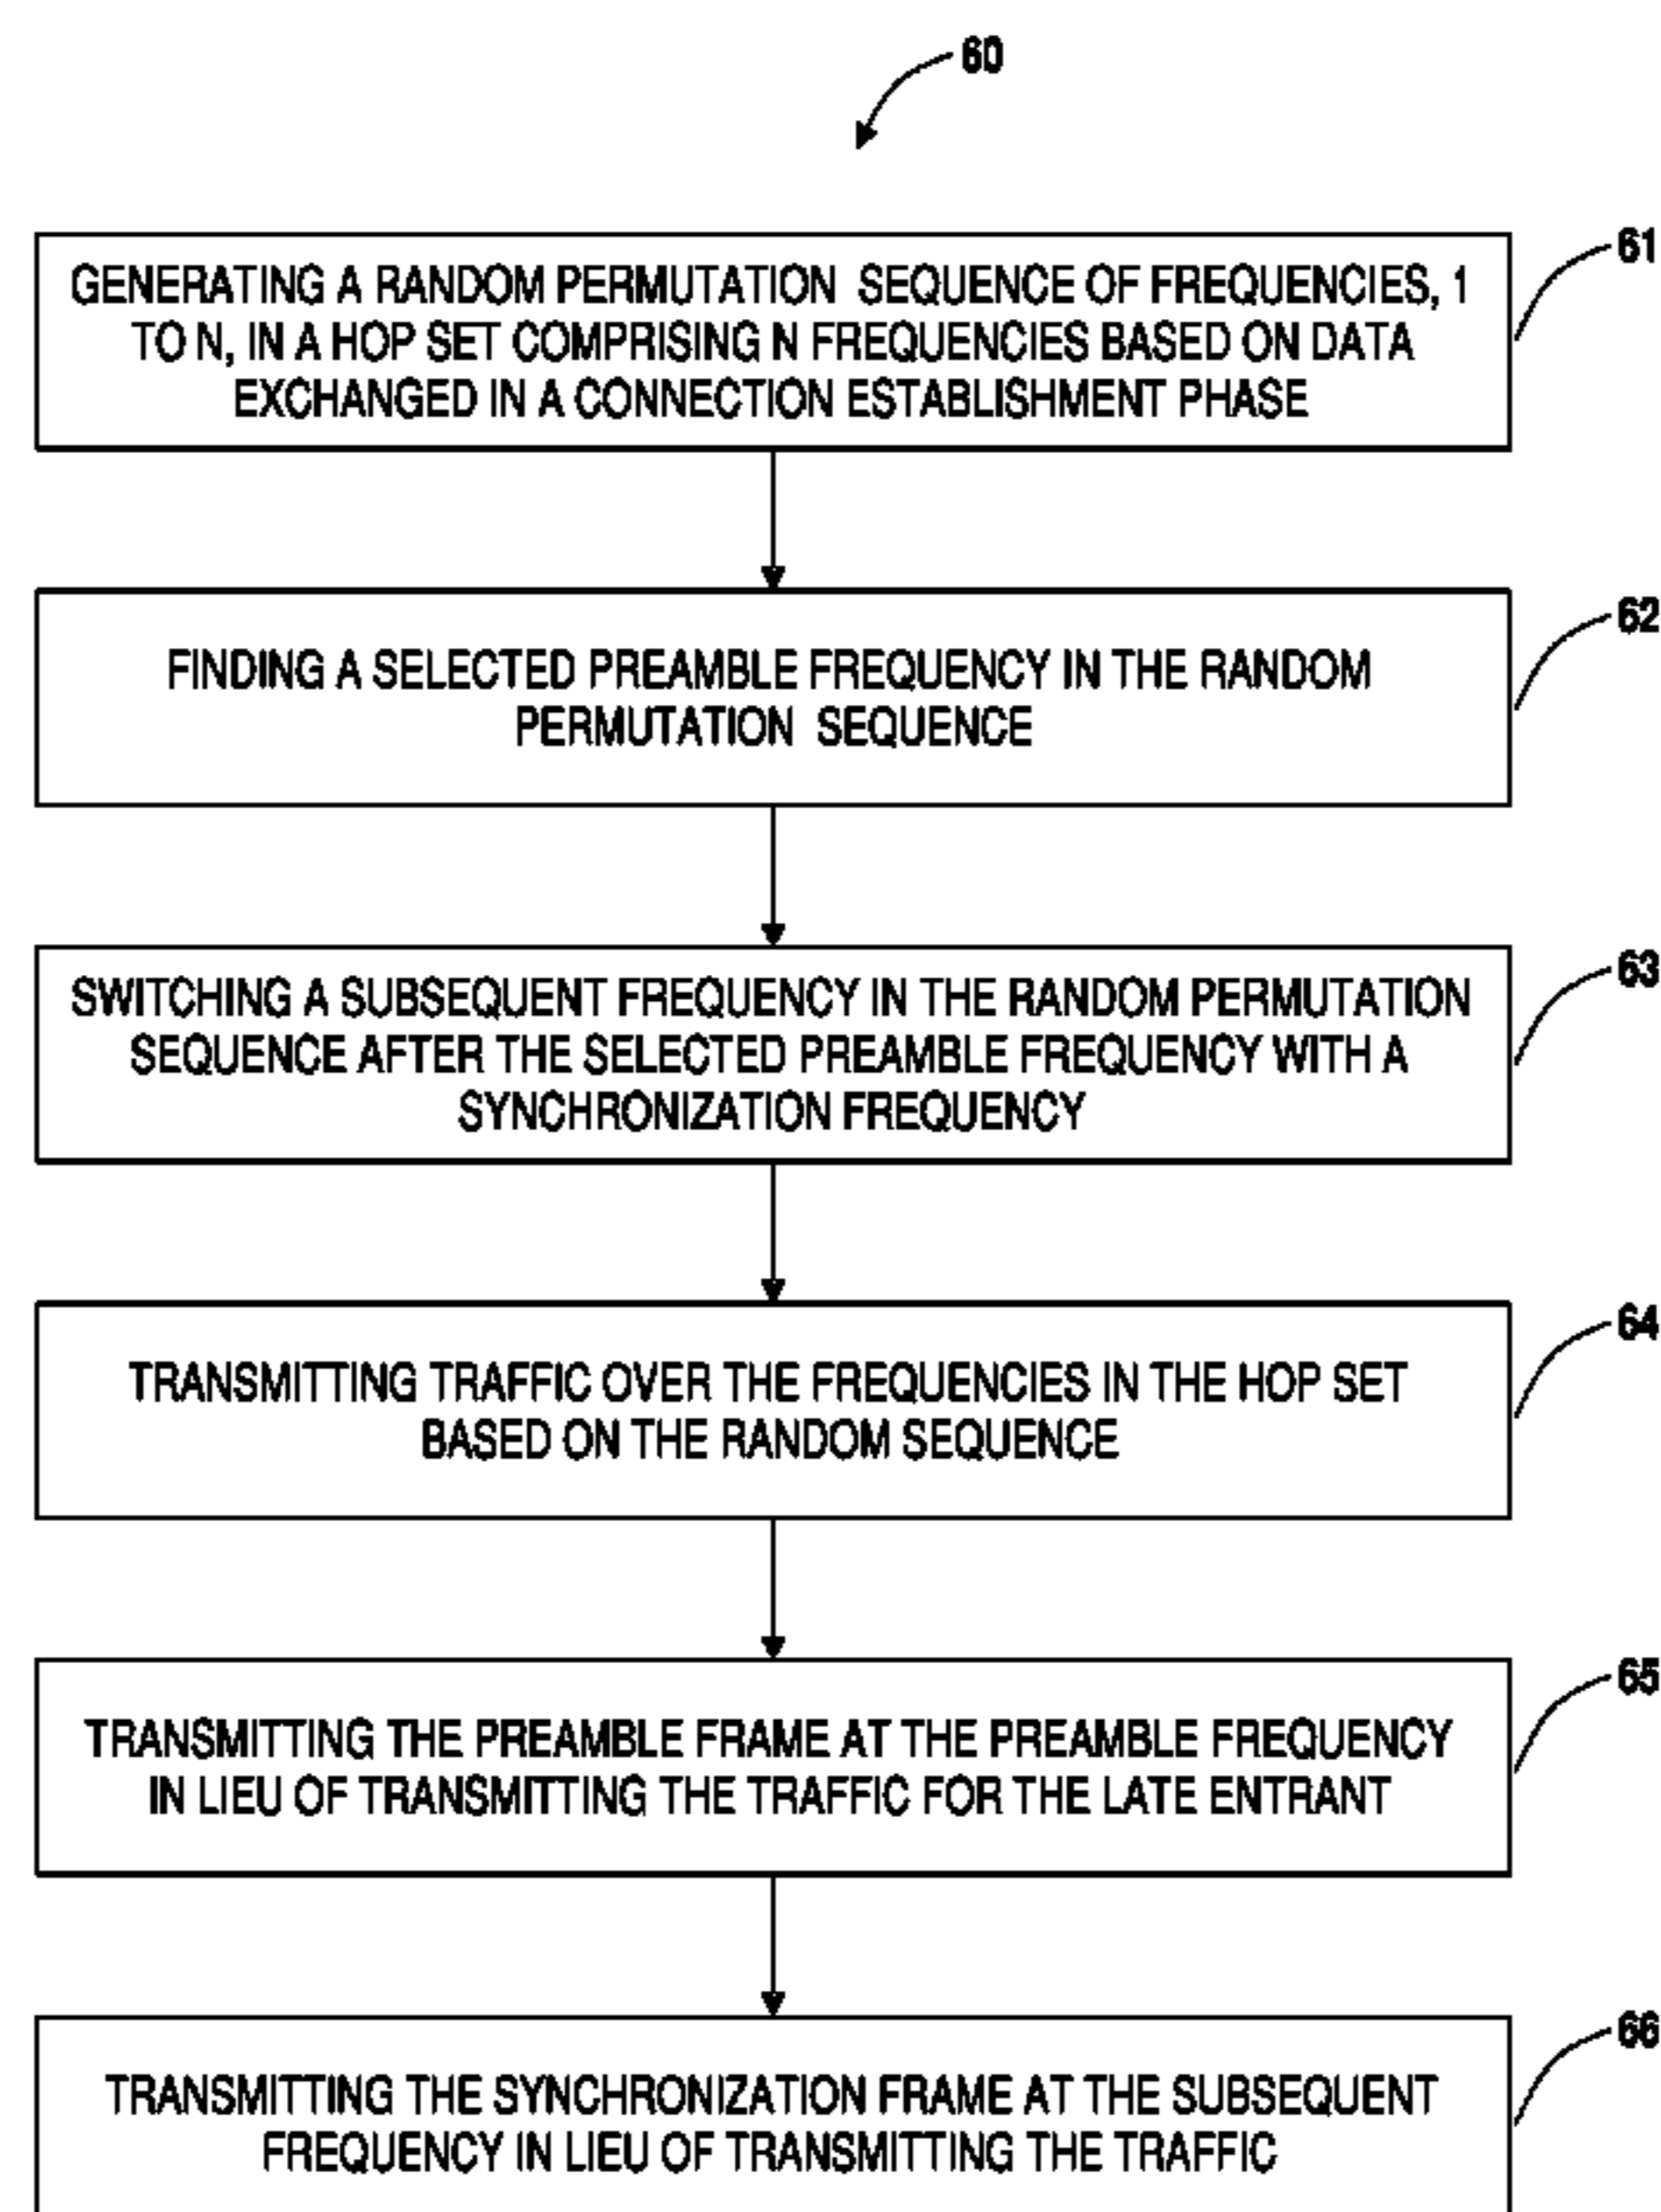 60
61
GENERATING A RANDOM PERMUTATION SEQUENCE OF FREQUENCIES, 1
TO N, IN A HOP SET COMPRISING N FREQUENCIES BASED ON DATA
EXCHANGED IN A CONNECTION ESTABLISHMENT PHASE
62
FINDING A SELECTED PREAMBLE FREQUENCY IN THE RANDOM
PERMUTATION SEQUENCE
63
SWITCHING A SUBSEQUENT FREQUENCY IN THE RANDOM PERMUTATION
SEQUENCE AFTER THE SELECTED PREAMBLE FREQUENCY WITH A
SYNCHRONIZATION FREQUENCY
64
TRANSMITTING TRAFFIC OVER THE FREQUENCIES IN THE HOP SET
BASED ON THE RANDOM SEQUENCE
65
TRANSMITTING THE PREAMBLE FRAME AT THE PREAMBLE FREQUENCY
IN LIEU OF TRANSMITTING THE TRAFFIC FOR THE LATE ENTRANT
66
TRANSMITTING THE SYNCHRONIZATION FRAME AT THE SUBSEQUENT
FREQUENCY IN LIEU OF TRANSMITTING THE TRAFFIC